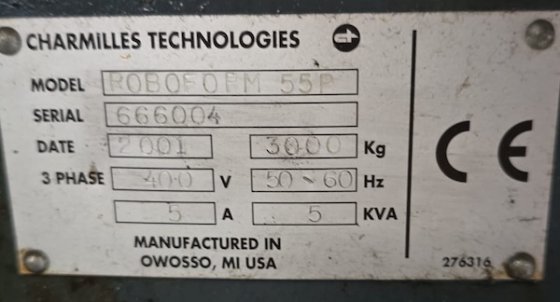 CHARMILLES TECHNOLOGIES
MODEL ROBOFORM 55P
SERIAL 666004
DATE 2001 3000 Kg
3 PHASE 400 V 50~60 Hz
5 A 5 KVA
MANUFACTURED IN
OWOSSO, MI USA
CE
276316